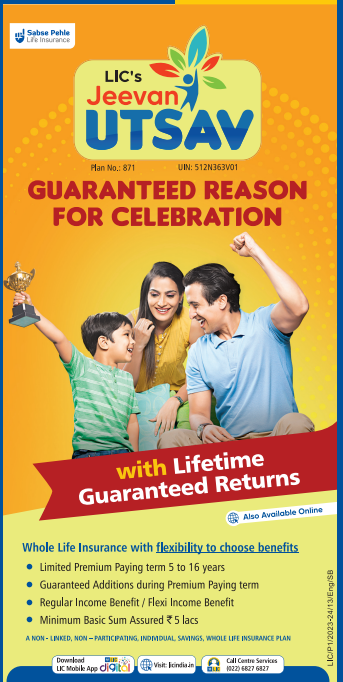 Sabse Pehle
Life Insurance
LIC's
Jeevan
UTSAV
Plan No.: 871 UIN: 512N363V01
GUARANTEED REASON
FOR CELEBRATION
with Lifetime
Guaranteed Returns
Also Available Online
Whole Life Insurance with flexibility to choose benefits
• Limited Premium Paying term 5 to 16 years
• Guaranteed Additions during Premium Paying term
• Regular Income Benefit / Flexi Income Benefit
• Minimum Basic Sum Assured ₹ 5 lacs
A NON - LINKED, NON – PARTICIPATING, INDIVIDUAL, SAVINGS, WHOLE LIFE INSURANCE PLAN
LIC/P1/2023-24/13/Eng/SB
Download
LIC Mobile App
digital
Visit: licindia.in
Call Centre Services
(022) 6827 6827